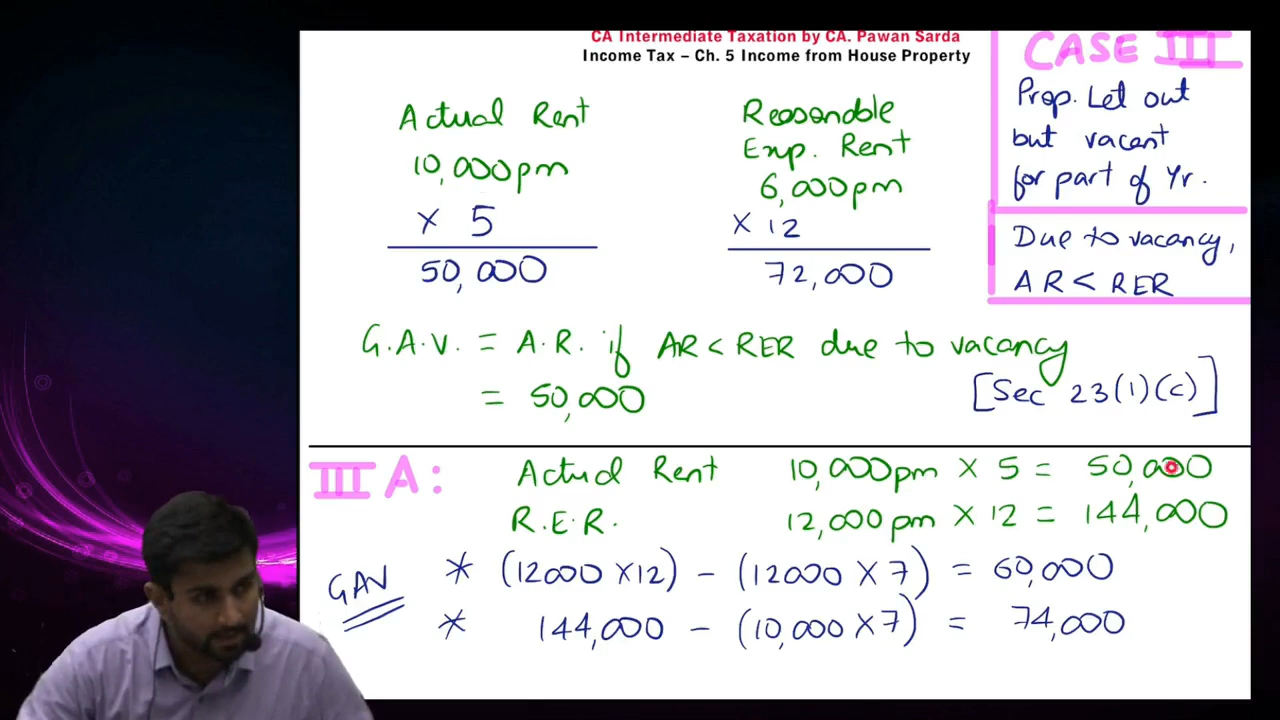 CA Intermediate Taxation by CA. Pawan Sarda
Income Tax – Ch. 5 Income from House Property
CASE III
Prop. Let out
but vacant
for part of Yr.
Due to vacancy,
AR < RER
Actual Rent
10,000pm
× 5
50,000
Reasonable
Exp. Rent
6,000pm
× 12
72,000
G.A.V. = A.R. if AR < RER due to vacancy
= 50,000
[Sec 23(1)(c)]
III A:
Actual Rent 10,000pm × 5 = 50,000
R.E.R. 12,000pm × 12 = 144,000
GAV
* (12000 × 12) - (12000 × 7) = 60,000
* 144,000 - (10,000 × 7) = 74,000